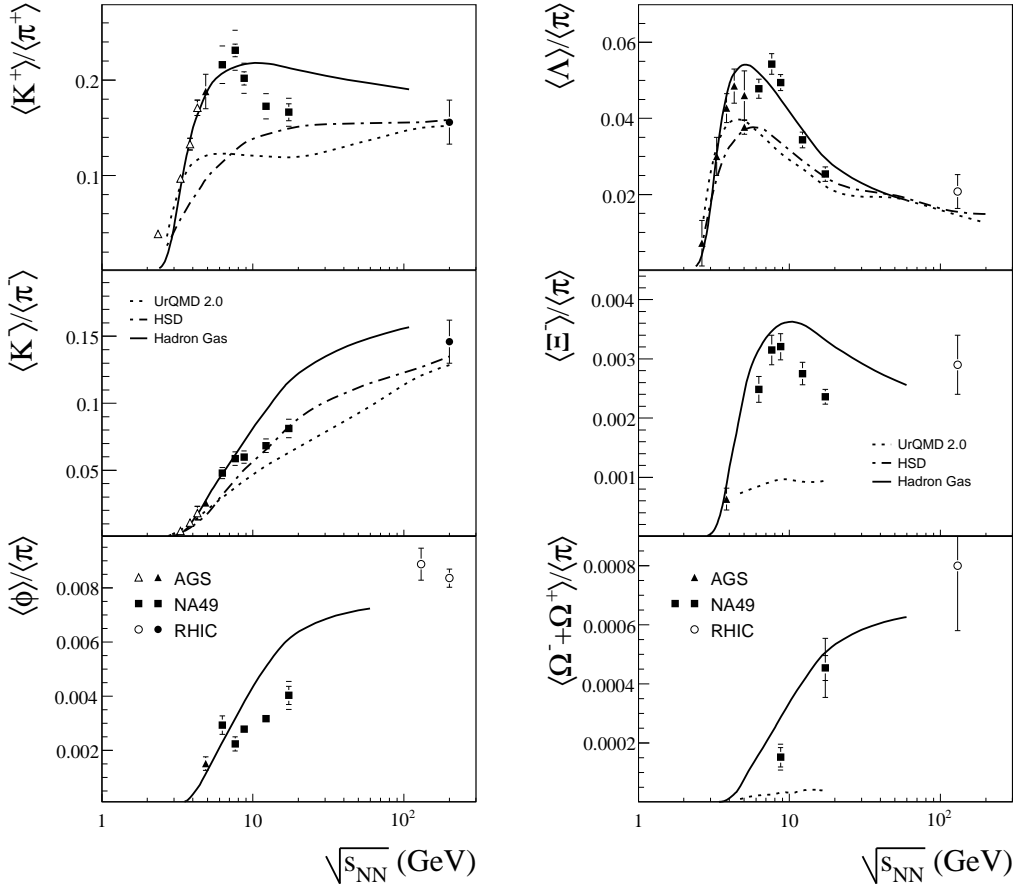 ⟨K⁺⟩/⟨π⁺⟩
0.2
0.1
⟨Λ⟩/⟨π⟩
0.06
0.04
0.02
⟨K⁻⟩/⟨π⁻⟩
UrQMD 2.0
HSD
Hadron Gas
0.15
0.1
0.05
⟨Ξ⁻⟩/⟨π⟩
0.004
0.003
0.002
0.001
UrQMD 2.0
HSD
Hadron Gas
⟨ϕ⟩/⟨π⟩
0.008
0.006
0.004
0.002
AGS
NA49
RHIC
1
10
10²
√s_NN (GeV)
⟨Ω⁻+Ω⁺⟩/⟨π⟩
0.0008
0.0006
0.0004
0.0002
AGS
NA49
RHIC
1
10
10²
√s_NN (GeV)